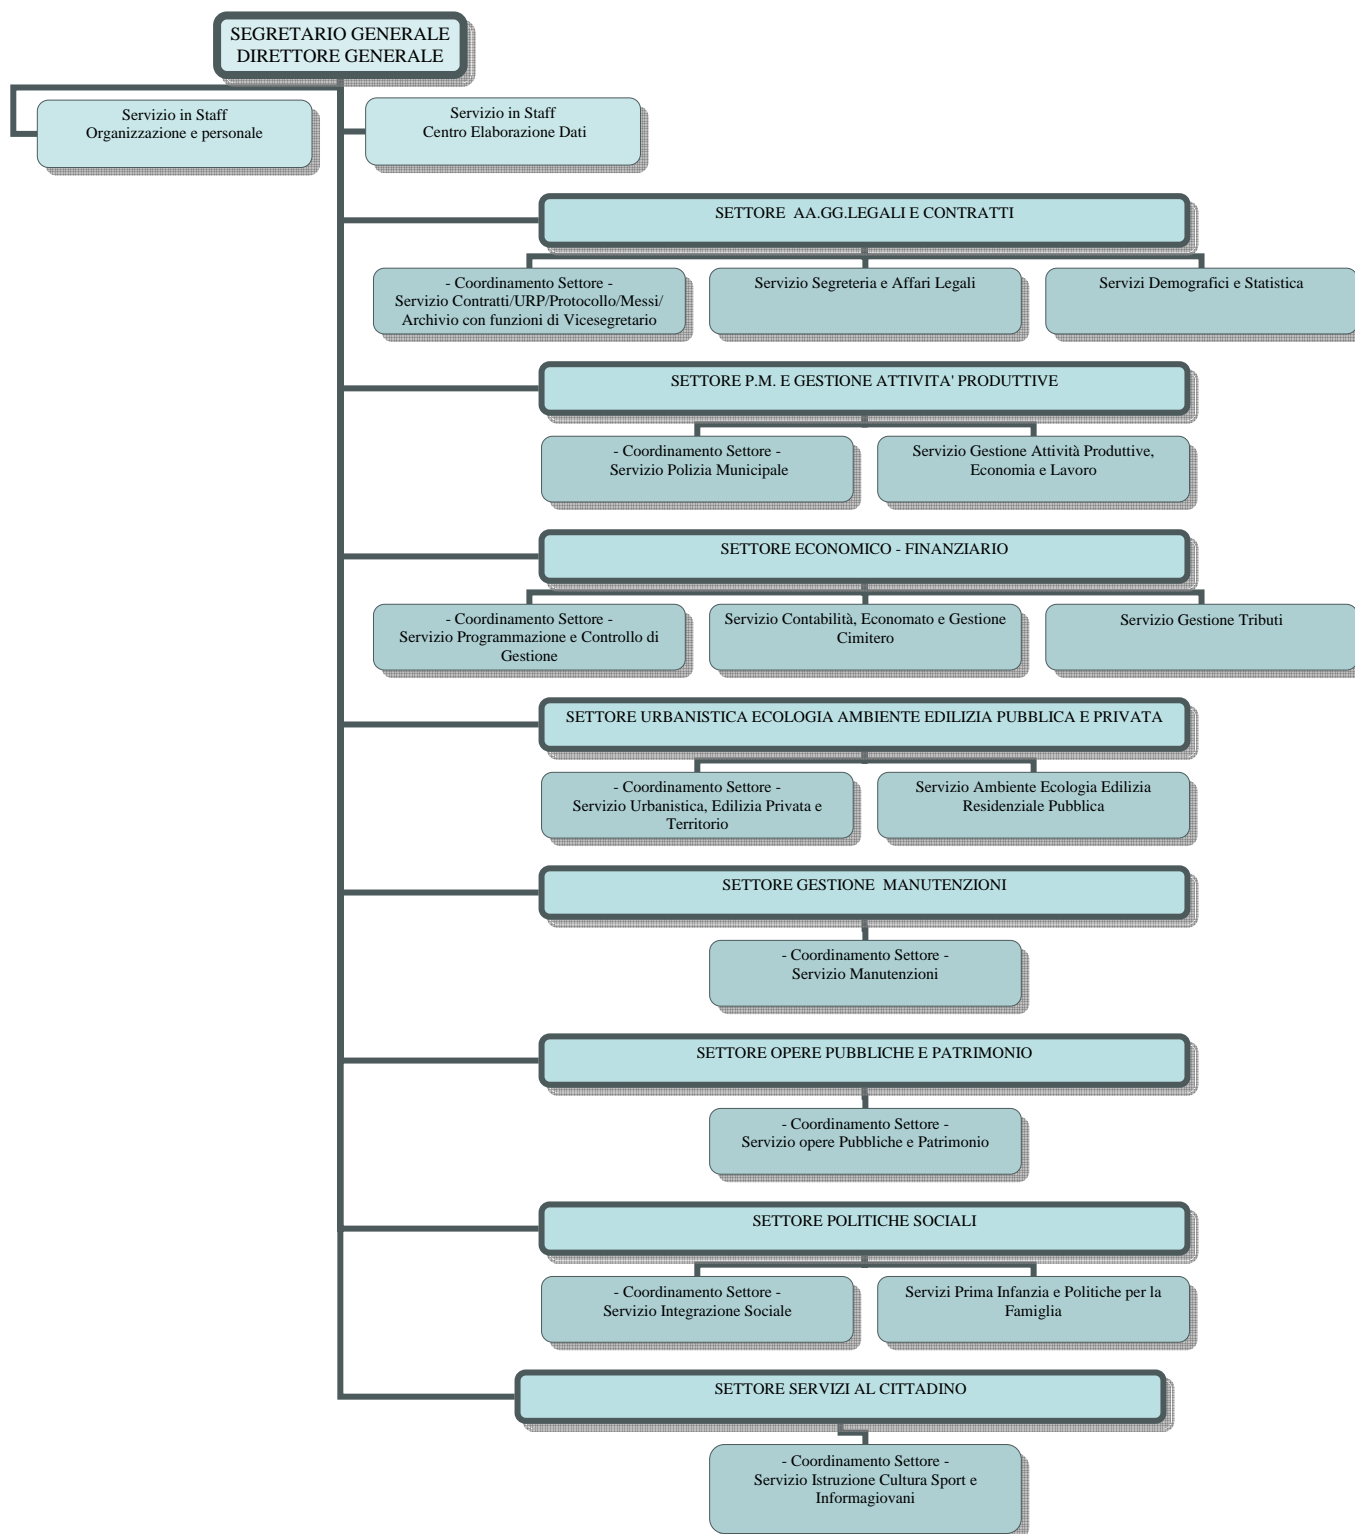 SEGRETARIO GENERALE
DIRETTORE GENERALE
Servizio in Staff
Organizzazione e personale
Servizio in Staff
Centro Elaborazione Dati
SETTORE AA.GG.LEGALI E CONTRATTI
- Coordinamento Settore -
Servizio Contratti/URP/Protocollo/Messi/
Archivio con funzioni di Vicesegretario
Servizio Segreteria e Affari Legali
Servizi Demografici e Statistica
SETTORE P.M. E GESTIONE ATTIVITA' PRODUTTIVE
- Coordinamento Settore -
Servizio Polizia Municipale
Servizio Gestione Attività Produttive,
Economia e Lavoro
SETTORE ECONOMICO - FINANZIARIO
- Coordinamento Settore -
Servizio Programmazione e Controllo di
Gestione
Servizio Contabilità, Economato e Gestione
Cimitero
Servizio Gestione Tributi
SETTORE URBANISTICA ECOLOGIA AMBIENTE EDILIZIA PUBBLICA E PRIVATA
- Coordinamento Settore -
Servizio Urbanistica, Edilizia Privata e
Territorio
Servizio Ambiente Ecologia Edilizia
Residenziale Pubblica
SETTORE GESTIONE MANUTENZIONI
- Coordinamento Settore -
Servizio Manutenzioni
SETTORE OPERE PUBBLICHE E PATRIMONIO
- Coordinamento Settore -
Servizio opere Pubbliche e Patrimonio
SETTORE POLITICHE SOCIALI
- Coordinamento Settore -
Servizio Integrazione Sociale
Servizi Prima Infanzia e Politiche per la
Famiglia
SETTORE SERVIZI AL CITTADINO
- Coordinamento Settore -
Servizio Istruzione Cultura Sport e
Informagiovani